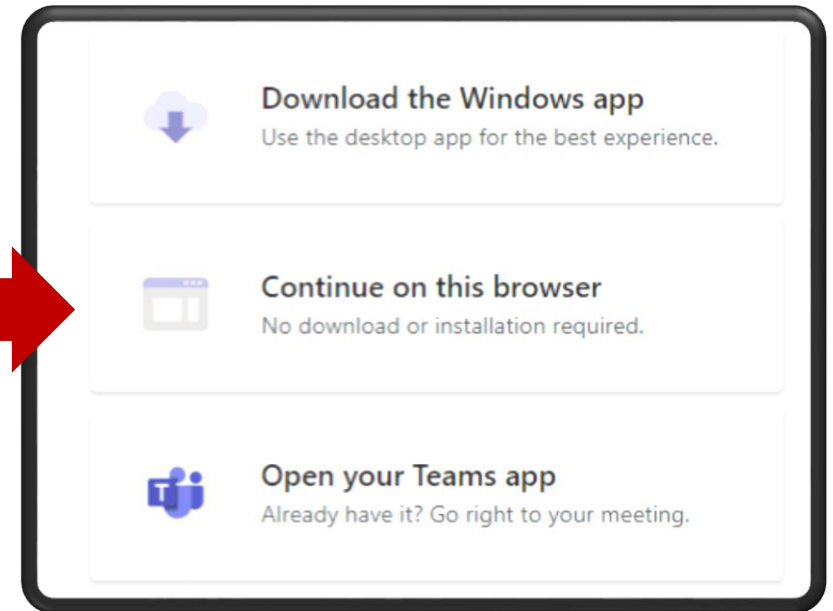 Download the Windows app
Use the desktop app for the best experience.
Continue on this browser
No download or installation required.
T
Open your Teams app
Already have it? Go right to your meeting.